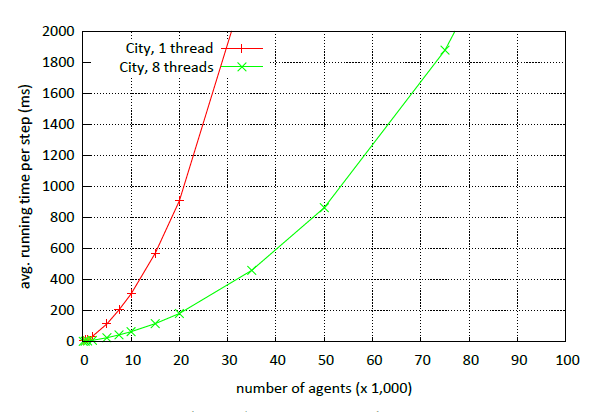 2000
1800
1600
1400
1200
1000
800
600
400
200
0
City, 1 thread
City, 8 threads
avg. running time per step (ms)
0 10 20 30 40 50 60 70 80 90 100
number of agents (x 1,000)